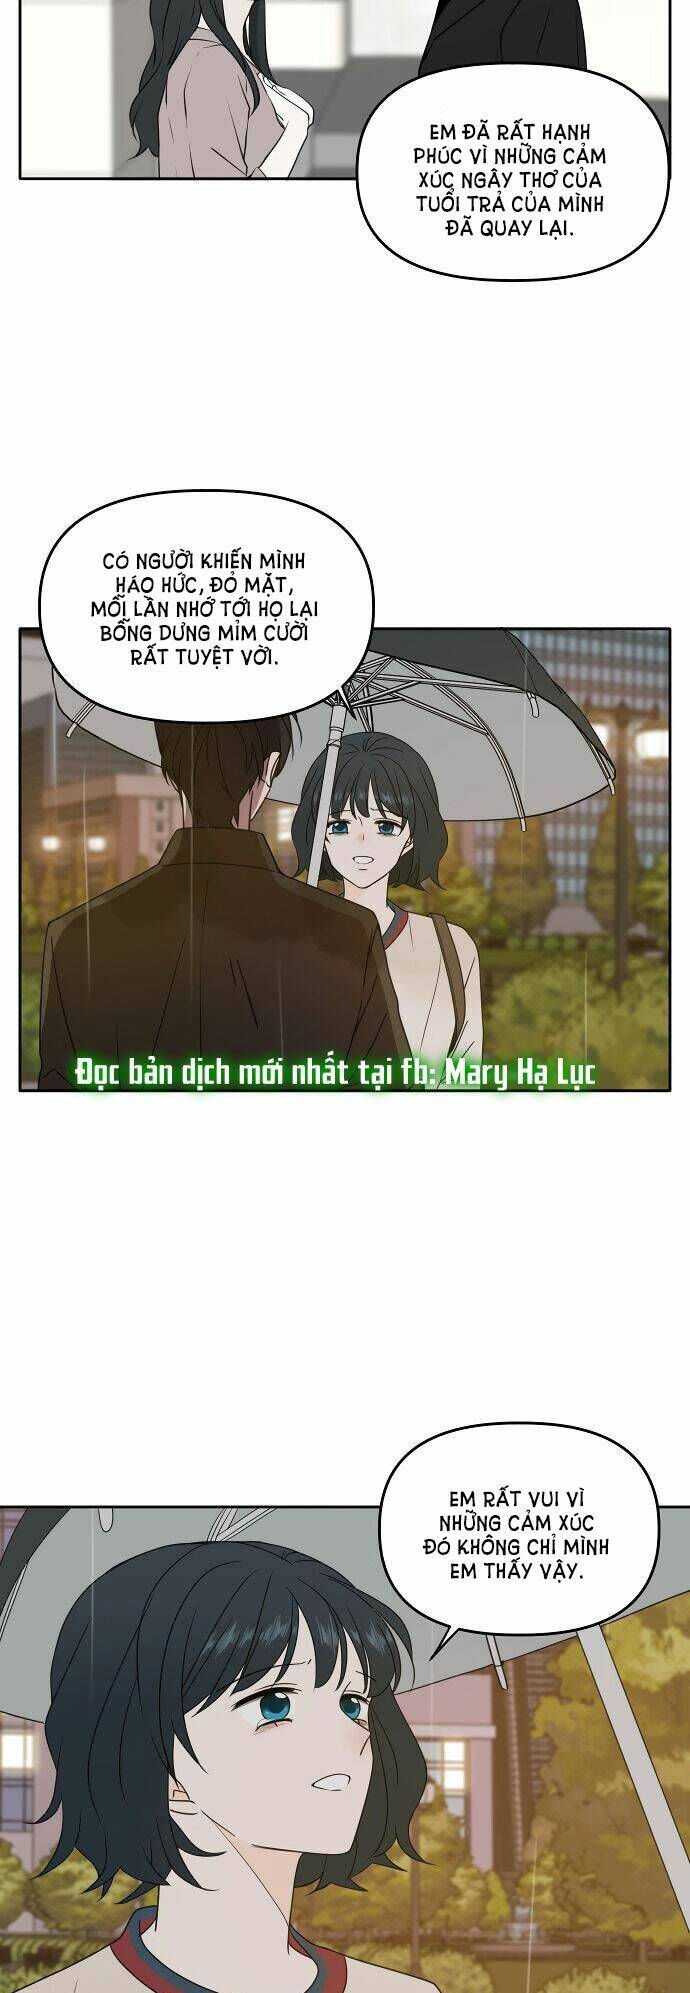 EM ĐÃ RẤT HẠNH
PHÚC VÌ NHỮNG CẢM
XÚC NGÂY THƠ CỦA
TUỔI TRẢ CỦA MÌNH
ĐÃ QUAY LẠI.
CÓ NGƯỜI KHIẾN MÌNH
HÁO HỨC, ĐỎ MẶT,
MỖI LẦN NHỚ TỚI HỌ LẠI
BỖNG DƯNG MỈM CƯỜI
RẤT TUYỆT VỜI.
Đọc bản dịch mới nhất tại fb: Mary Hạ Lục
EM RẤT VUI VÌ
NHỮNG CẢM XÚC
ĐÓ KHÔNG CHỈ MÌNH
EM THẤY VẬY.